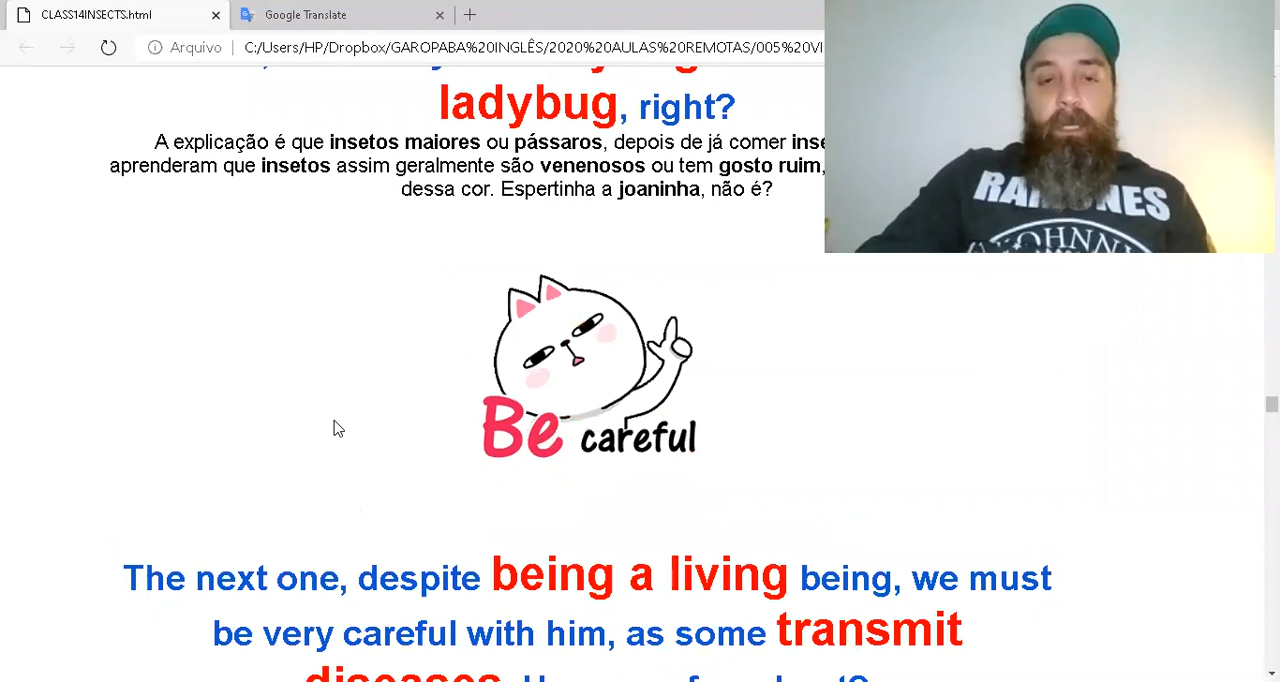 CLASS14INSECTS.html
Google Translate
Arquivo
C:/Users/HP/Dropbox/GAROPABA%20INGLÊS/2020%20AULAS%20REMOTAS/005%20VI
ladybug, right?
A explicação é que insetos maiores ou pássaros, depois de já comer inse
aprenderam que insetos assim geralmente são venenosos ou tem gosto ruim,
dessa cor. Espertinha a joaninha, não é?
RAMONES
JOHNNY
Be careful
The next one, despite being a living being, we must
be very careful with him, as some transmit
diseases.